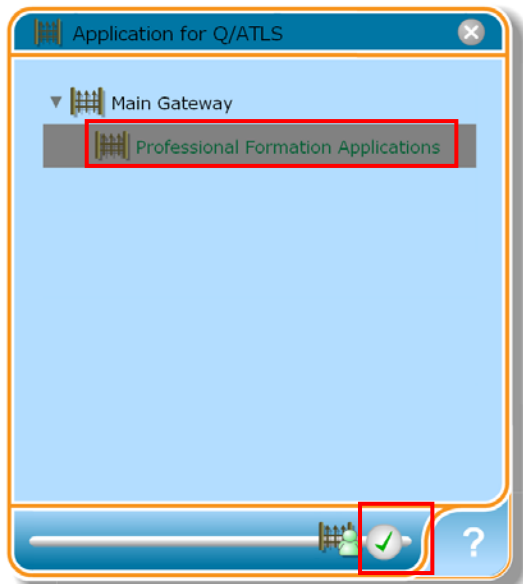 Application for Q/ATLS
Main Gateway
Professional Formation Applications
?